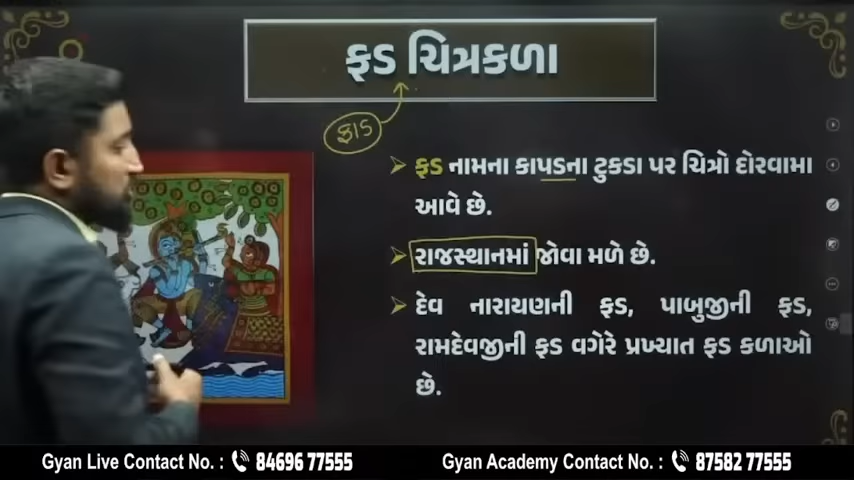 ફડ ચિત્રકળા
ફાડ
➤ ફડ નામના કાપડના ટુકડા પર ચિત્રો દોરવામા
આવે છે.
➤ રાજસ્થાનમાં જોવા મળે છે.
➤ દેવ નારાયણની ફડ, પાબુજીની ફડ,
રામદેવજીની ફડ વગેરે પ્રખ્યાત ફડ કળાઓ
છે.
Gyan Live Contact No. : 84696 77555
Gyan Academy Contact No. : 87582 77555